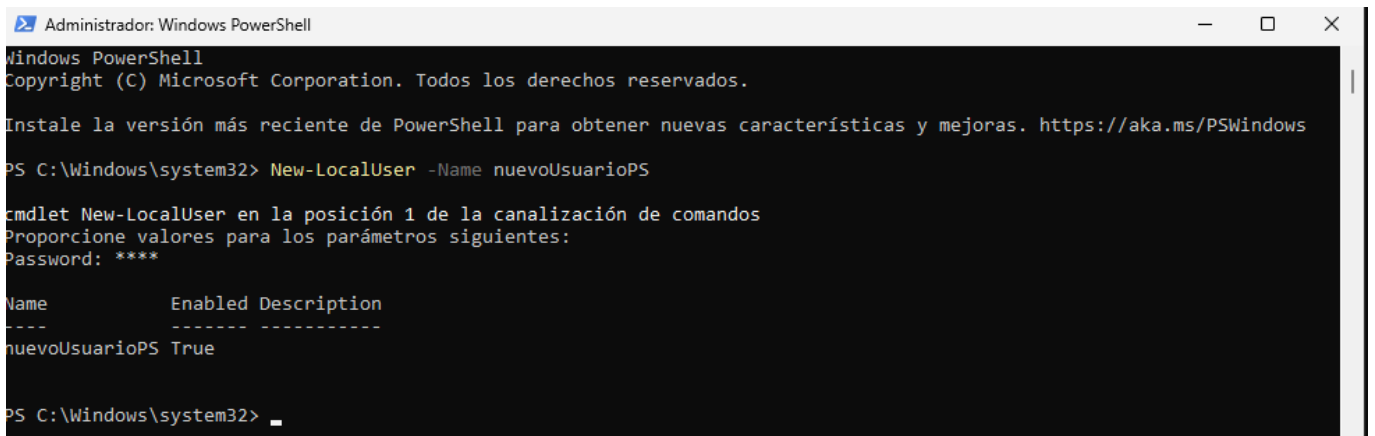 Administrador: Windows PowerShell
Windows PowerShell
Copyright (C) Microsoft Corporation. Todos los derechos reservados.
Instale la versión más reciente de PowerShell para obtener nuevas características y mejoras. https://aka.ms/PSWindows
PS C:\Windows\system32> New-LocalUser -Name nuevoUsuarioPS
cmdlet New-LocalUser en la posición 1 de la canalización de comandos
Proporcione valores para los parámetros siguientes:
Password: ****
Name Enabled Description
---- ------- -----------
nuevoUsuarioPS True
PS C:\Windows\system32>